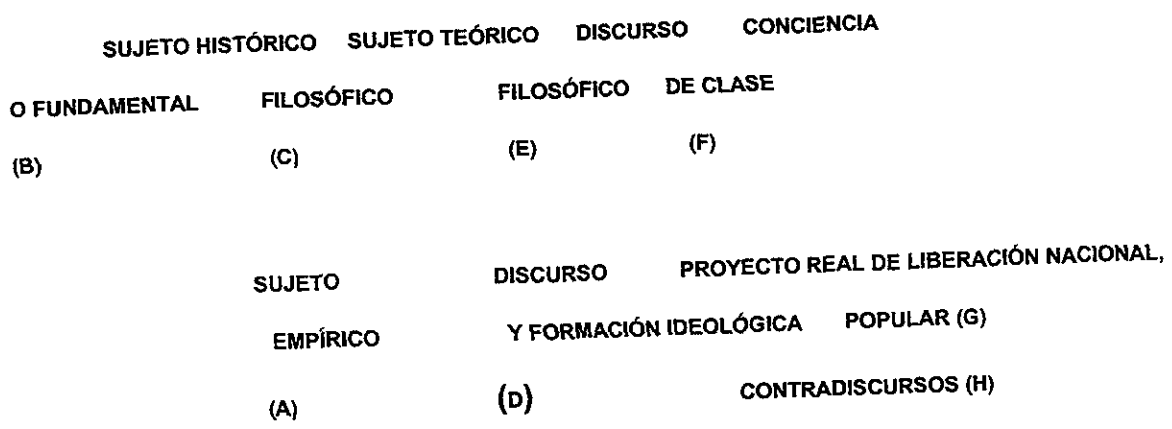 SUJETO HISTÓRICO SUJETO TEÓRICO DISCURSO CONCIENCIA
O FUNDAMENTAL FILOSÓFICO FILOSÓFICO DE CLASE
(B) (C) (E) (F)
SUJETO DISCURSO PROYECTO REAL DE LIBERACIÓN NACIONAL,
EMPÍRICO Y FORMACIÓN IDEOLÓGICA POPULAR (G)
(A) (D) CONTRADISCURSOS (H)